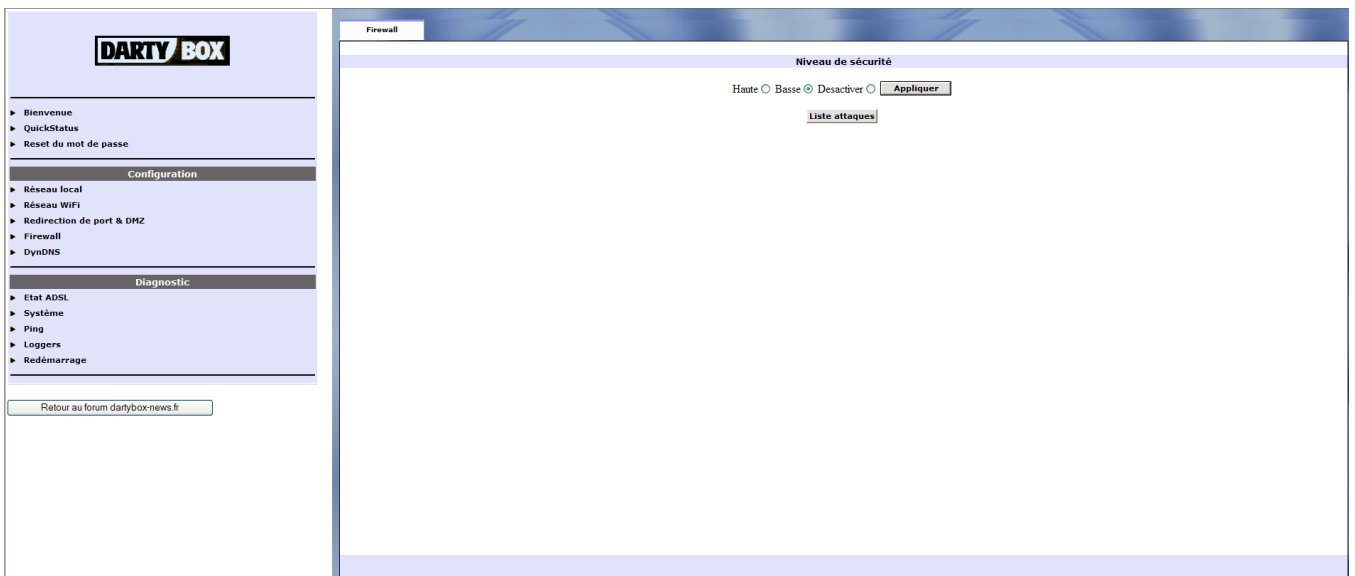 DARTY BOX
Bienvenue
QuickStatus
Reset du mot de passe
Configuration
Réseau local
Réseau WiFi
Redirection de port & DMZ
Firewall
DynDNS
Diagnostic
Etat ADSL
Système
Ping
Loggers
Redémarrage
Retour au forum dartybox-news.fr
Firewall
Niveau de sécurité
Haute Basse Desactiver Appliquer
Liste attaques